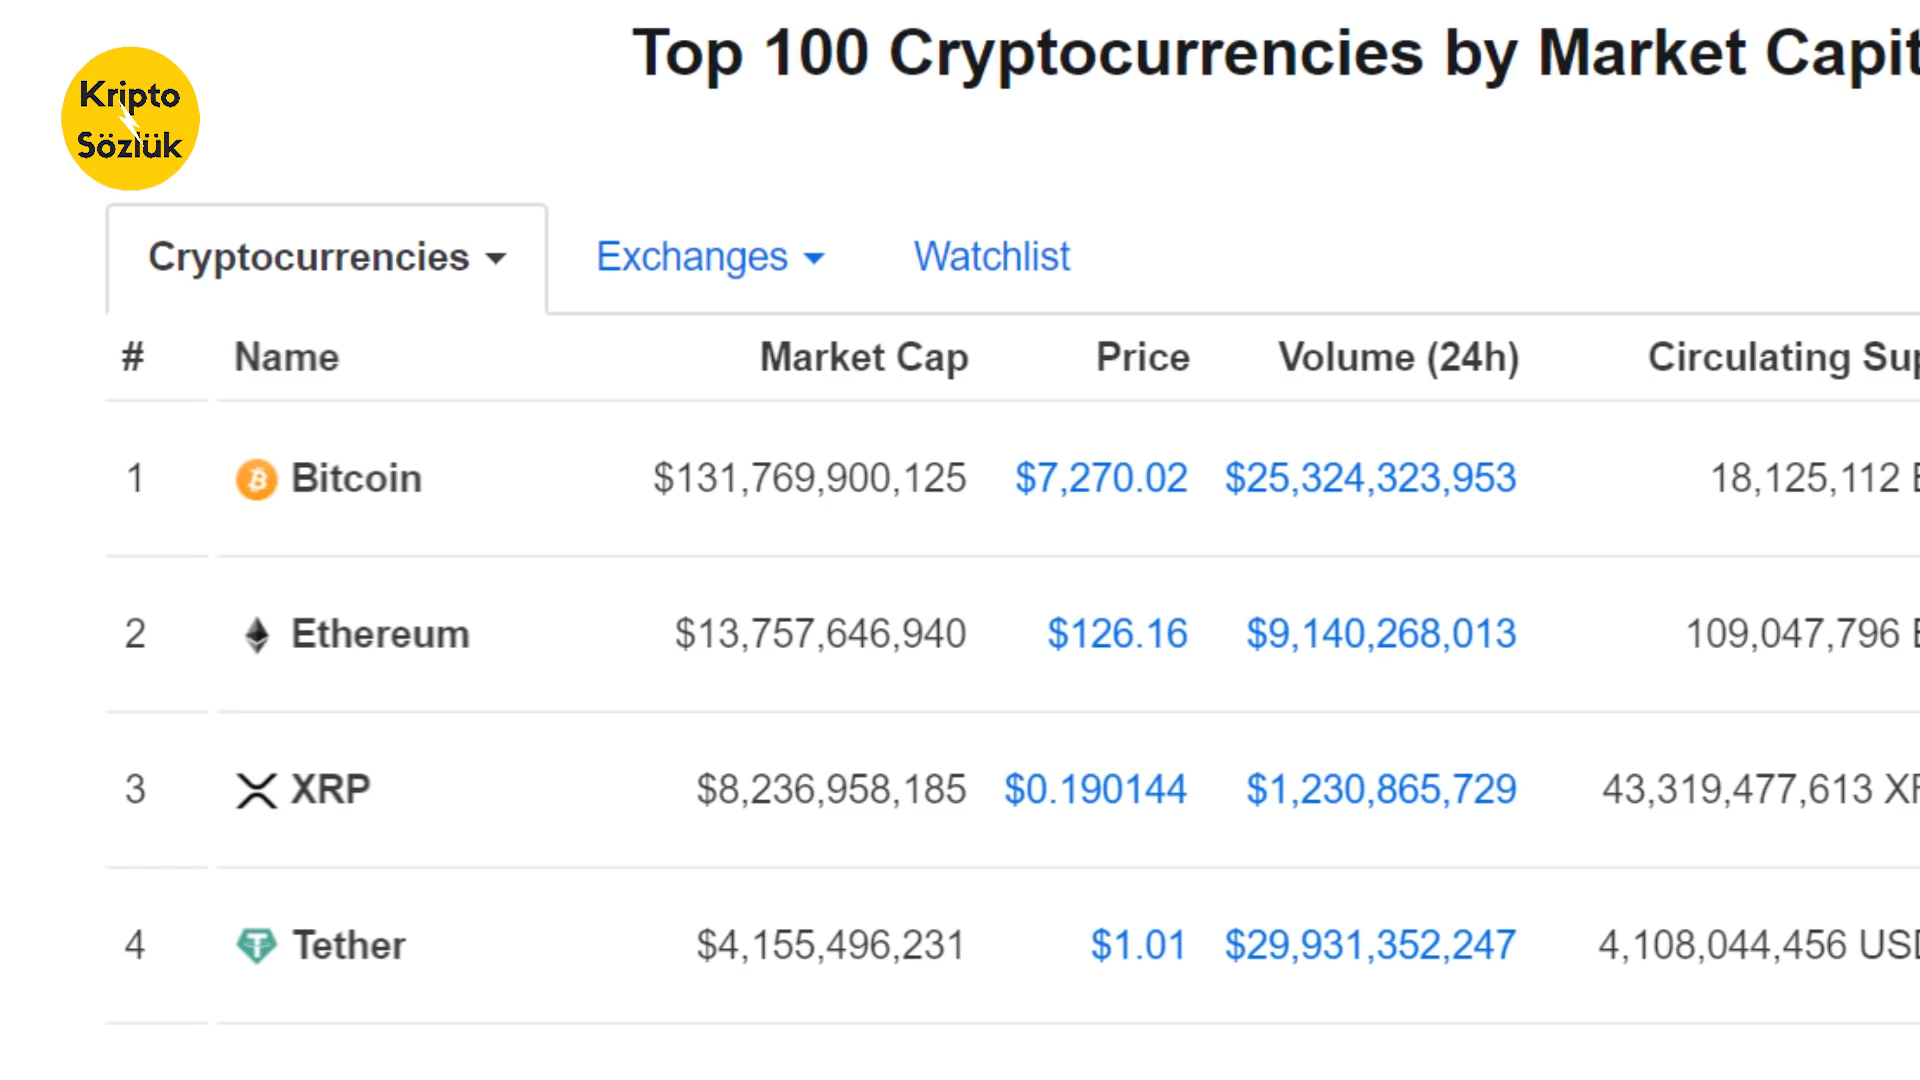 Top 100 Cryptocurrencies by Market Capit
Kripto
Sözlük
Cryptocurrencies Exchanges Watchlist
# Name Market Cap Price Volume (24h) Circulating Sup
1 Bitcoin $131,769,900,125 $7,270.02 $25,324,323,953 18,125,112
2 Ethereum $13,757,646,940 $126.16 $9,140,268,013 109,047,796
3 XRP $8,236,958,185 $0.190144 $1,230,865,729 43,319,477,613 XR
4 Tether $4,155,496,231 $1.01 $29,931,352,247 4,108,044,456 USD